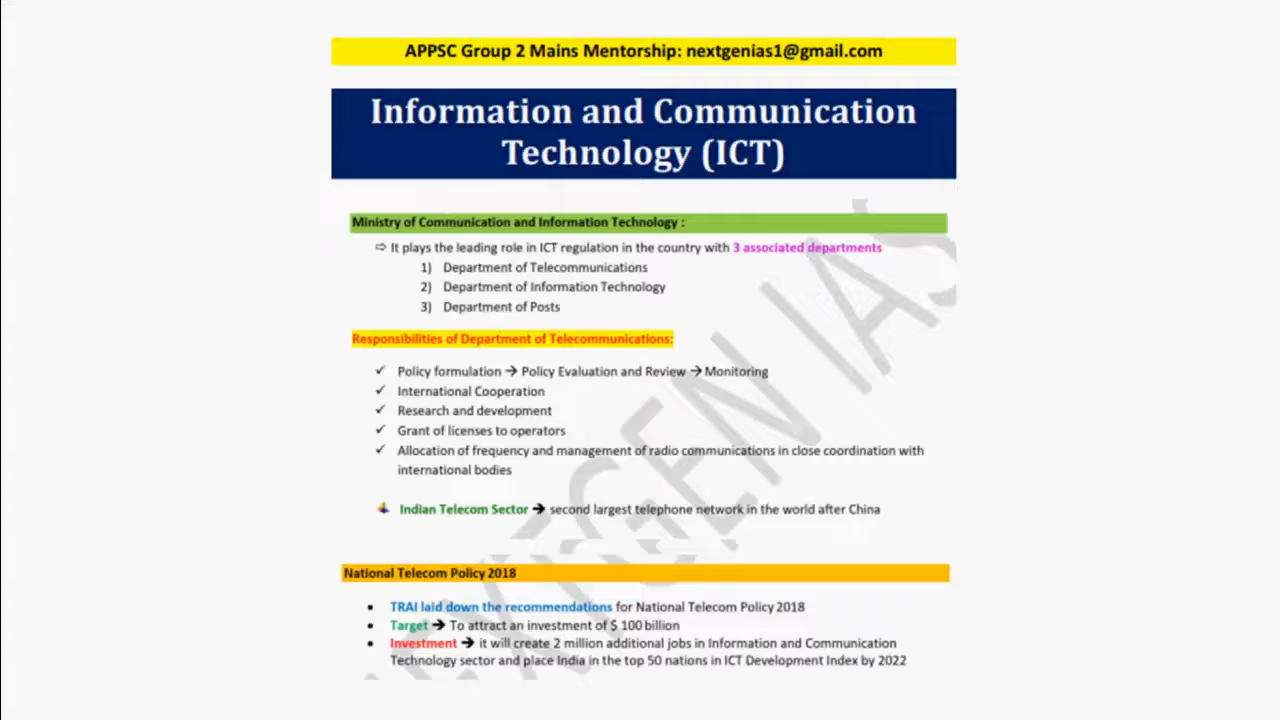 APPSC Group 2 Mains Mentorship: nextgenias1@gmail.com
Information and Communication
Technology (ICT)
Ministry of Communication and Information Technology :
⇨ It plays the leading role in ICT regulation in the country with 3 associated departments
1) Department of Telecommunications
2) Department of Information Technology
3) Department of Posts
Responsibilities of Department of Telecommunications:
✓ Policy formulation → Policy Evaluation and Review → Monitoring
✓ International Cooperation
✓ Research and development
✓ Grant of licenses to operators
✓ Allocation of frequency and management of radio communications in close coordination with
international bodies
Indian Telecom Sector → second largest telephone network in the world after China
National Telecom Policy 2018
• TRAI laid down the recommendations for National Telecom Policy 2018
• Target → To attract an investment of $ 100 billion
• Investment → it will create 2 million additional jobs in Information and Communication
Technology sector and place India in the top 50 nations in ICT Development Index by 2022
NEXTGEN IAS